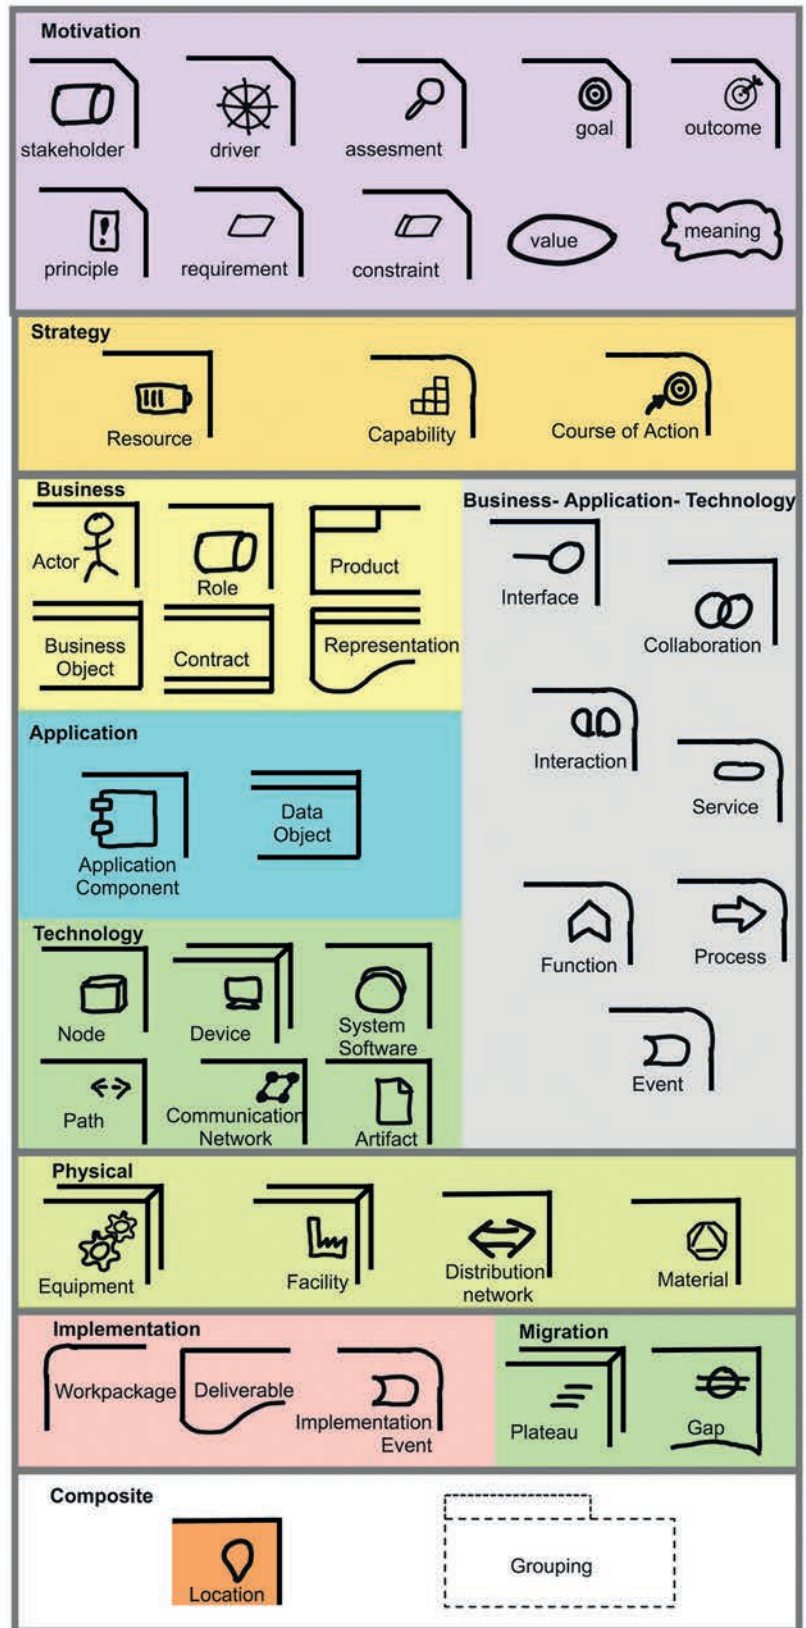 Motivation
stakeholder
driver
assesment
goal
outcome
principle
requirement
constraint
value
meaning
Strategy
Resource
Capability
Course of Action
Business
Actor
Role
Product
Business
Object
Contract
Representation
Business- Application- Technology
Interface
Collaboration
Interaction
Service
Function
Process
Event
Application
Application
Component
Data
Object
Technology
Node
Device
System
Software
Path
Communication
Network
Artifact
Physical
Equipment
Facility
Distribution
network
Material
Implementation
Workpackage
Deliverable
Implementation
Event
Migration
Plateau
Gap
Composite
Location
Grouping